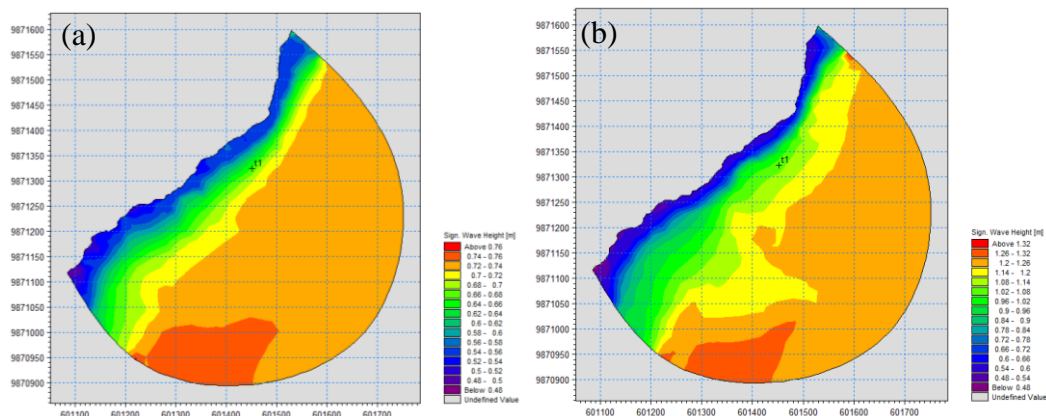 (a)
9871600
9871550
9871500
9871450
9871400
9871350
9871300
9871250
9871200
9871150
9871100
9871050
9871000
9870950
9870900
t1
601100 601200 601300 601400 601500 601600 601700
Sign. Wave Height [m]
Above 0.76
0.74 - 0.76
0.72 - 0.74
0.7 - 0.72
0.68 - 0.7
0.66 - 0.68
0.64 - 0.66
0.62 - 0.64
0.6 - 0.62
0.58 - 0.6
0.56 - 0.58
0.54 - 0.56
0.52 - 0.54
0.5 - 0.52
0.48 - 0.5
Below 0.48
Undefined Value
(b)
9871600
9871550
9871500
9871450
9871400
9871350
9871300
9871250
9871200
9871150
9871100
9871050
9871000
9870950
9870900
t1
601100 601200 601300 601400 601500 601600 601700
Sign. Wave Height [m]
Above 1.32
1.26 - 1.32
1.2 - 1.26
1.14 - 1.2
1.08 - 1.14
1.02 - 1.08
0.96 - 1.02
0.9 - 0.96
0.84 - 0.9
0.78 - 0.84
0.72 - 0.78
0.66 - 0.72
0.6 - 0.66
0.54 - 0.6
0.48 - 0.54
Below 0.48
Undefined Value